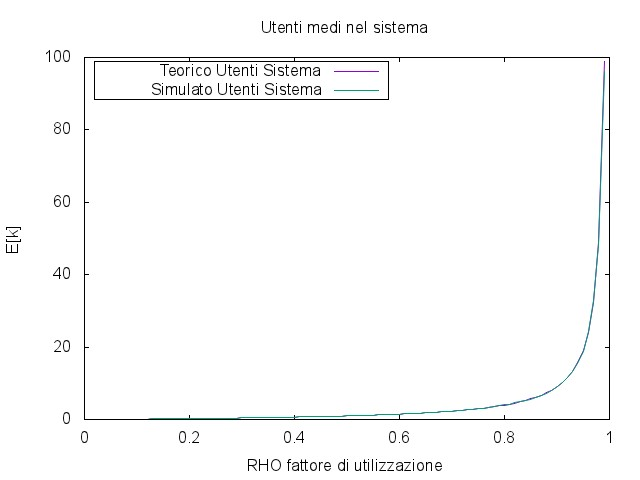 Utenti medi nel sistema
100
Teorico Utenti Sistema
Simulato Utenti Sistema
80
60
E[k]
40
20
0
0 0.2 0.4 0.6 0.8 1
RHO fattore di utilizzazione